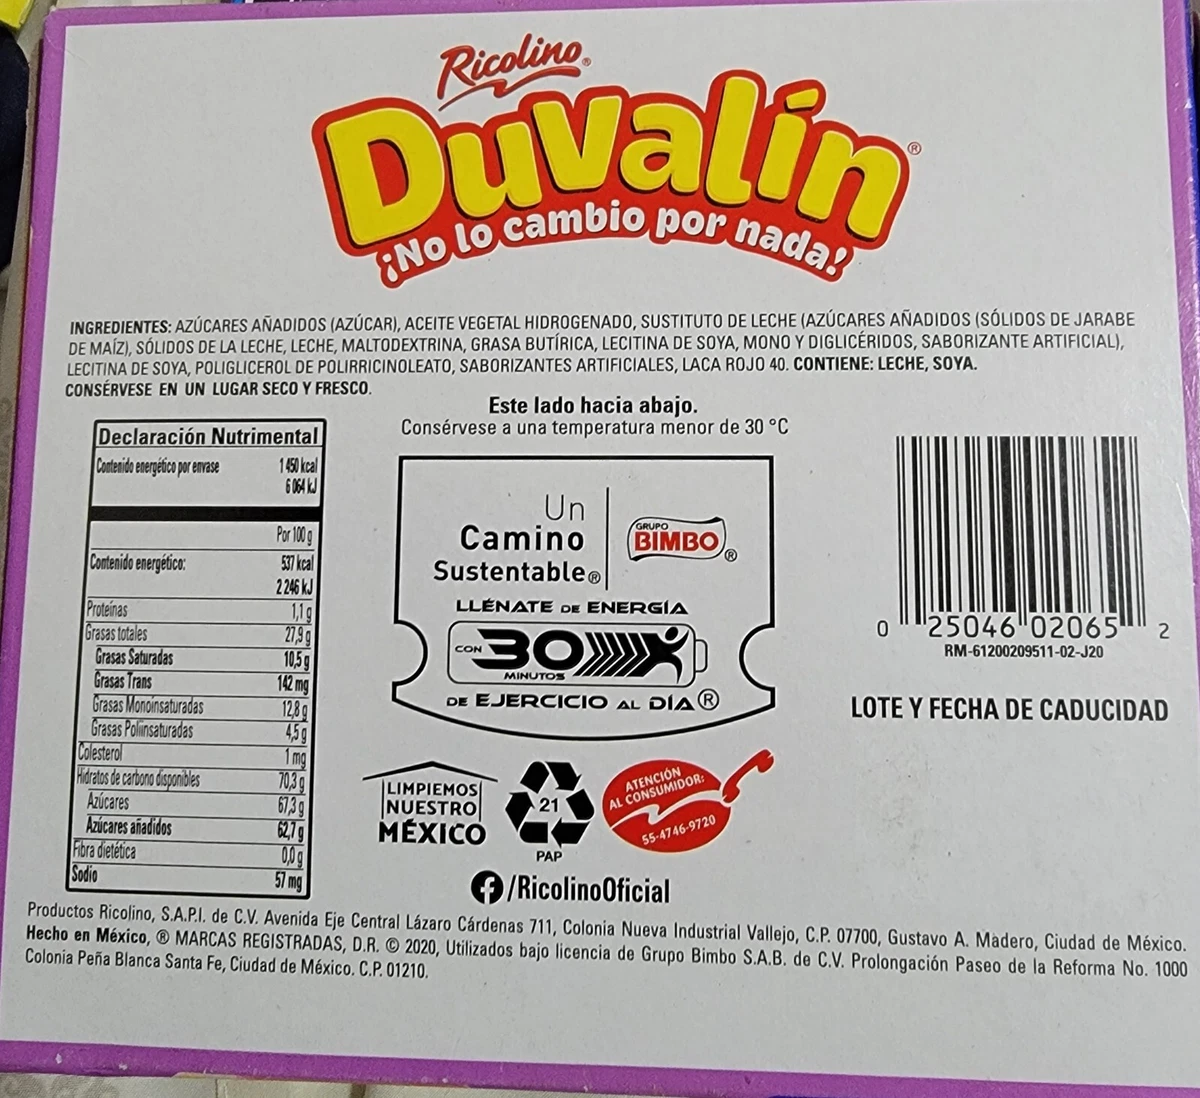 Ricolino®
Duvalín®
¡No lo cambio por nada!
INGREDIENTES: AZÚCARES AÑADIDOS (AZÚCAR), ACEITE VEGETAL HIDROGENADO, SUSTITUTO DE LECHE (AZÚCARES AÑADIDOS (SÓLIDOS DE JARABE
DE MAÍZ), SÓLIDOS DE LA LECHE, LECHE, MALTODEXTRINA, GRASA BUTÍRICA, LECITINA DE SOYA, MONO Y DIGLICÉRIDOS, SABORIZANTE ARTIFICIAL),
LECITINA DE SOYA, POLIGLICEROL DE POLIRRICINOLEATO, SABORIZANTES ARTIFICIALES, LACA ROJO 40. CONTIENE: LECHE, SOYA.
CONSÉRVESE EN UN LUGAR SECO Y FRESCO.
Este lado hacia abajo.
Consérvese a una temperatura menor de 30 °C
Declaración Nutrimental
Contenido energético por envase 1 450 kcal
6 064 kJ
Por 100 g
Contenido energético: 537 kcal
2 246 kJ
Proteínas 1,1 g
Grasas totales 27,9 g
Grasas Saturadas 10,5 g
Grasas Trans 142 mg
Grasas Monoinsaturadas 12,8 g
Grasas Poliinsaturadas 4,5 g
Colesterol 1 mg
Hidratos de carbono disponibles 70,3 g
Azúcares 67,3 g
Azúcares añadidos 62,7 g
Fibra dietética 0,0 g
Sodio 57 mg
Un
Camino
Sustentable®
GRUPO
BIMBO®
LLÉNATE DE ENERGÍA
CON 30
MINUTOS
DE EJERCICIO AL DÍA®
0 25046 02065 2
RM-61200209511-02-J20
LOTE Y FECHA DE CADUCIDAD
LIMPIEMOS
NUESTRO
MÉXICO
21
PAP
ATENCIÓN
AL CONSUMIDOR:
55-4746-9720
/RicolinoOficial
Productos Ricolino, S.A.P.I. de C.V. Avenida Eje Central Lázaro Cárdenas 711, Colonia Nueva Industrial Vallejo, C.P. 07700, Gustavo A. Madero, Ciudad de México.
Hecho en México, ® MARCAS REGISTRADAS, D.R. © 2020, Utilizados bajo licencia de Grupo Bimbo S.A.B. de C.V. Prolongación Paseo de la Reforma No. 1000
Colonia Peña Blanca Santa Fe, Ciudad de México. C.P. 01210.